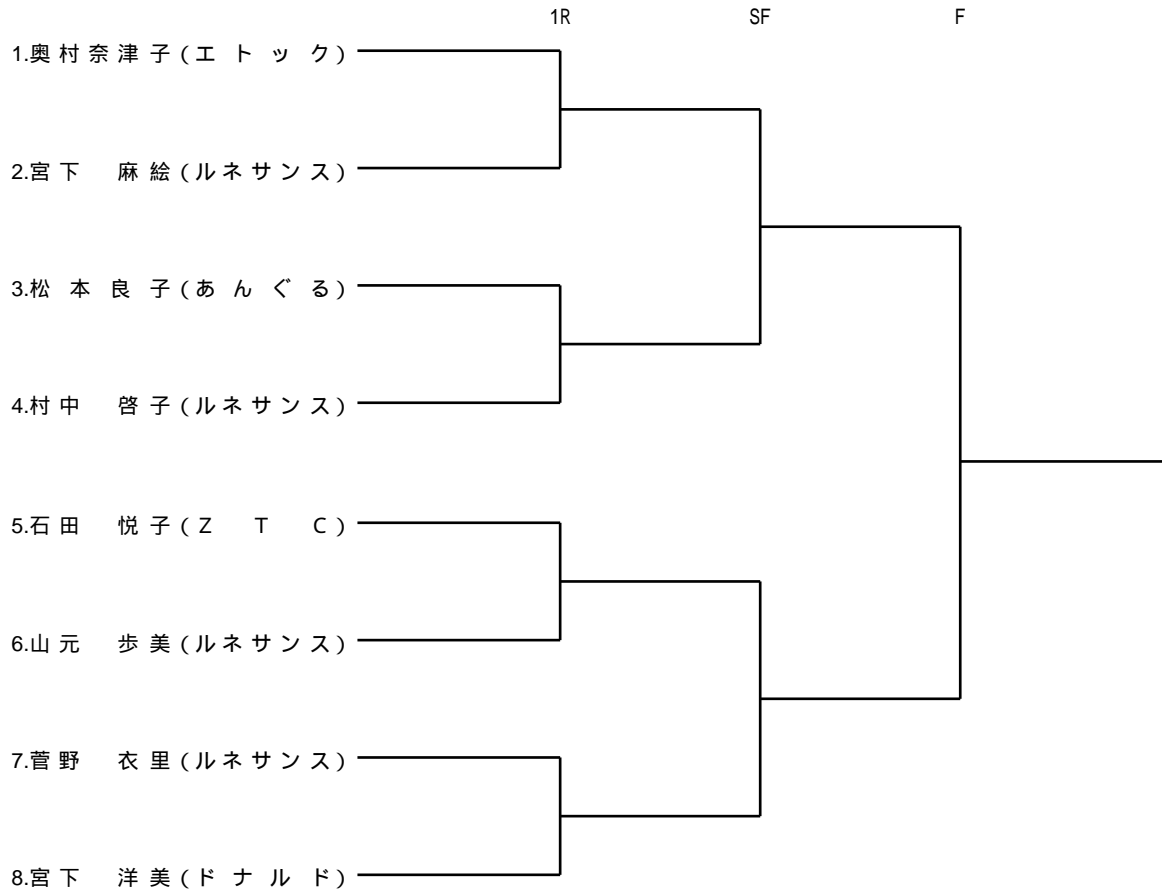 1R SF F
1.奥村奈津子(エトック)
2.宮下 麻絵(ルネサンス)
3.松本良子(あんぐる)
4.村中 啓子(ルネサンス)
5.石田 悦子(Z T C)
6.山元 歩美(ルネサンス)
7.菅野 衣里(ルネサンス)
8.宮下 洋美(ドナルド)